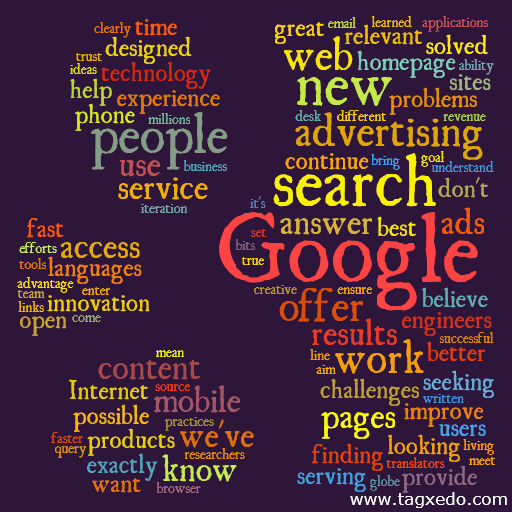 clearly time
designed
trust
ideas technology
help experience
phone millions
people
use business
service
iteration
great email learned applications
relevant solved
web homepage ability
new sites
problems
desk different revenue
advertising
continue bring goal understand
search don't
it's
answer best ads
set
Google
bits
true
creative ensure
offer believe
results engineers
successful
line work better
aim
challenges seeking
written
pages improve
users
finding looking living
translators meet
serving globe provide
fast
efforts access
tools languages
advantage enter
team innovation
links
open come
mean
content
Internet source
mobile
possible practices
faster products we've
query researchers
exactly know
want browser
www.tagxedo.com